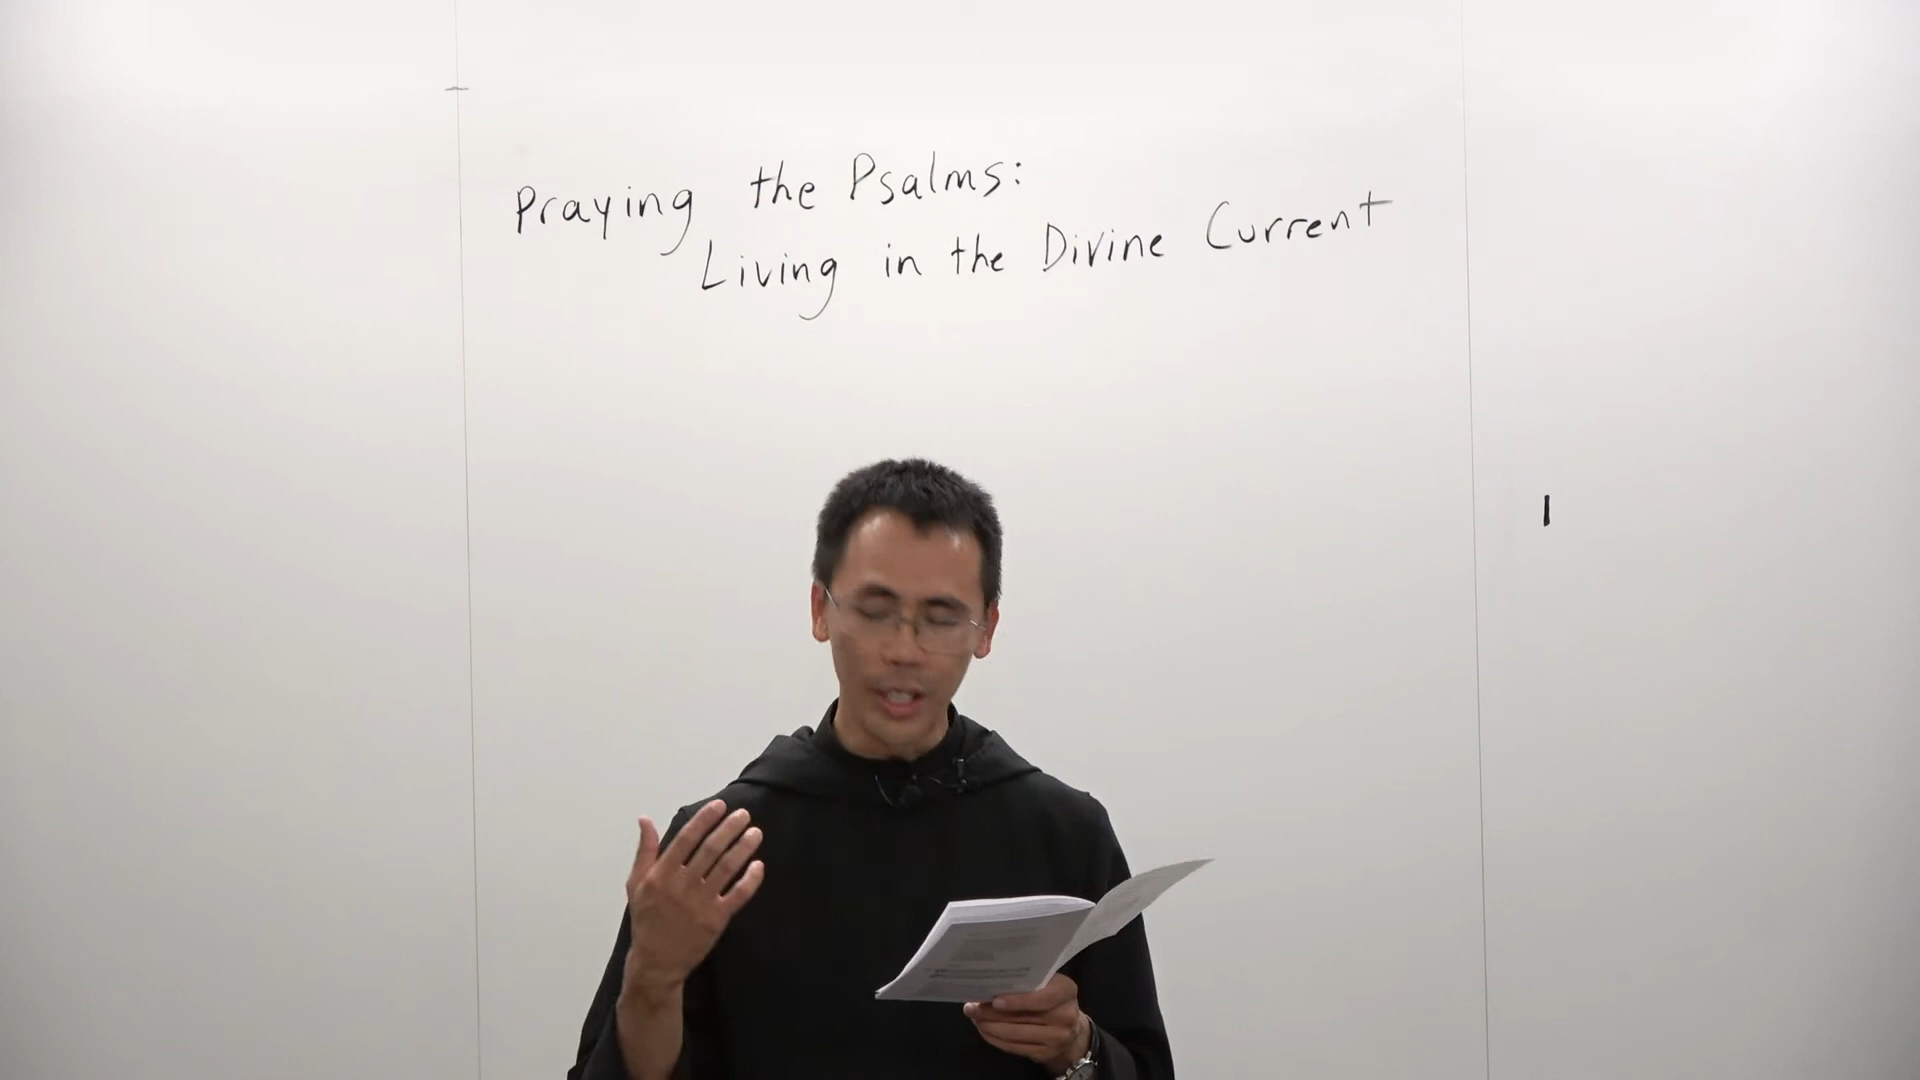 Praying the Psalms:
Living in the Divine Current